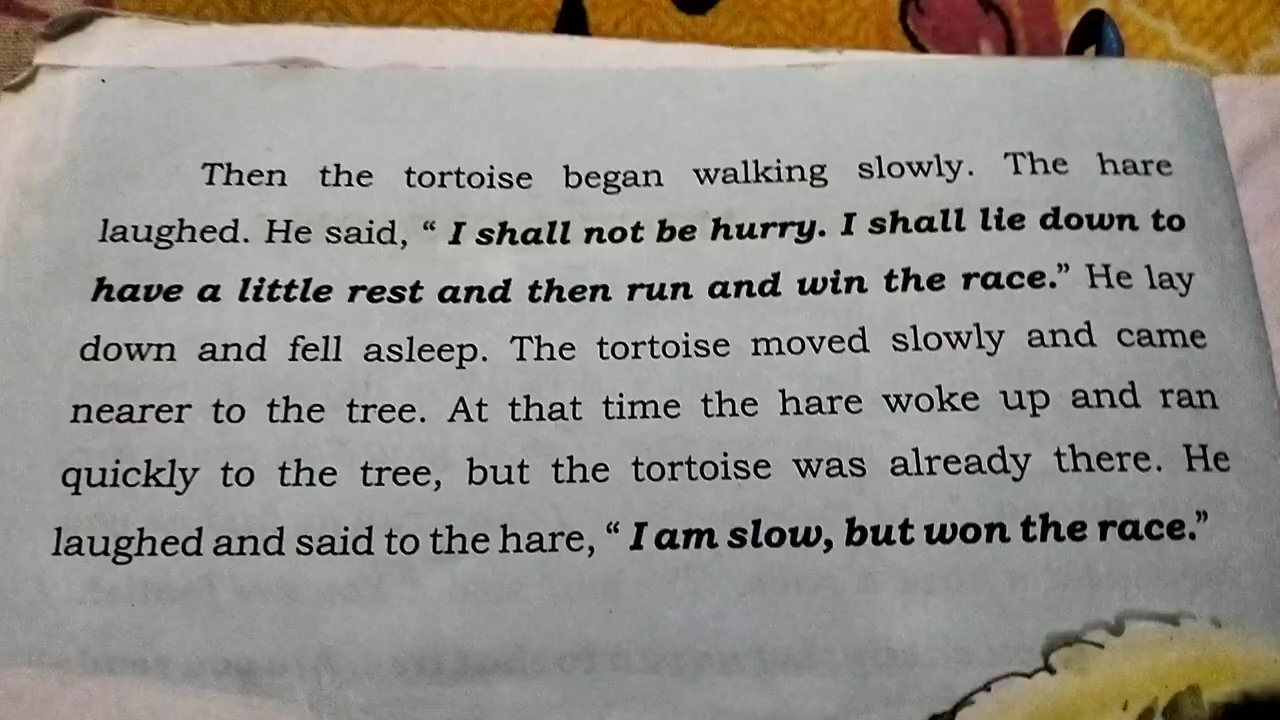 Then the tortoise began walking slowly. The hare
laughed. He said, “ I shall not be hurry. I shall lie down to
have a little rest and then run and win the race.” He lay
down and fell asleep. The tortoise moved slowly and came
nearer to the tree. At that time the hare woke up and ran
quickly to the tree, but the tortoise was already there. He
laughed and said to the hare, “ I am slow, but won the race.”